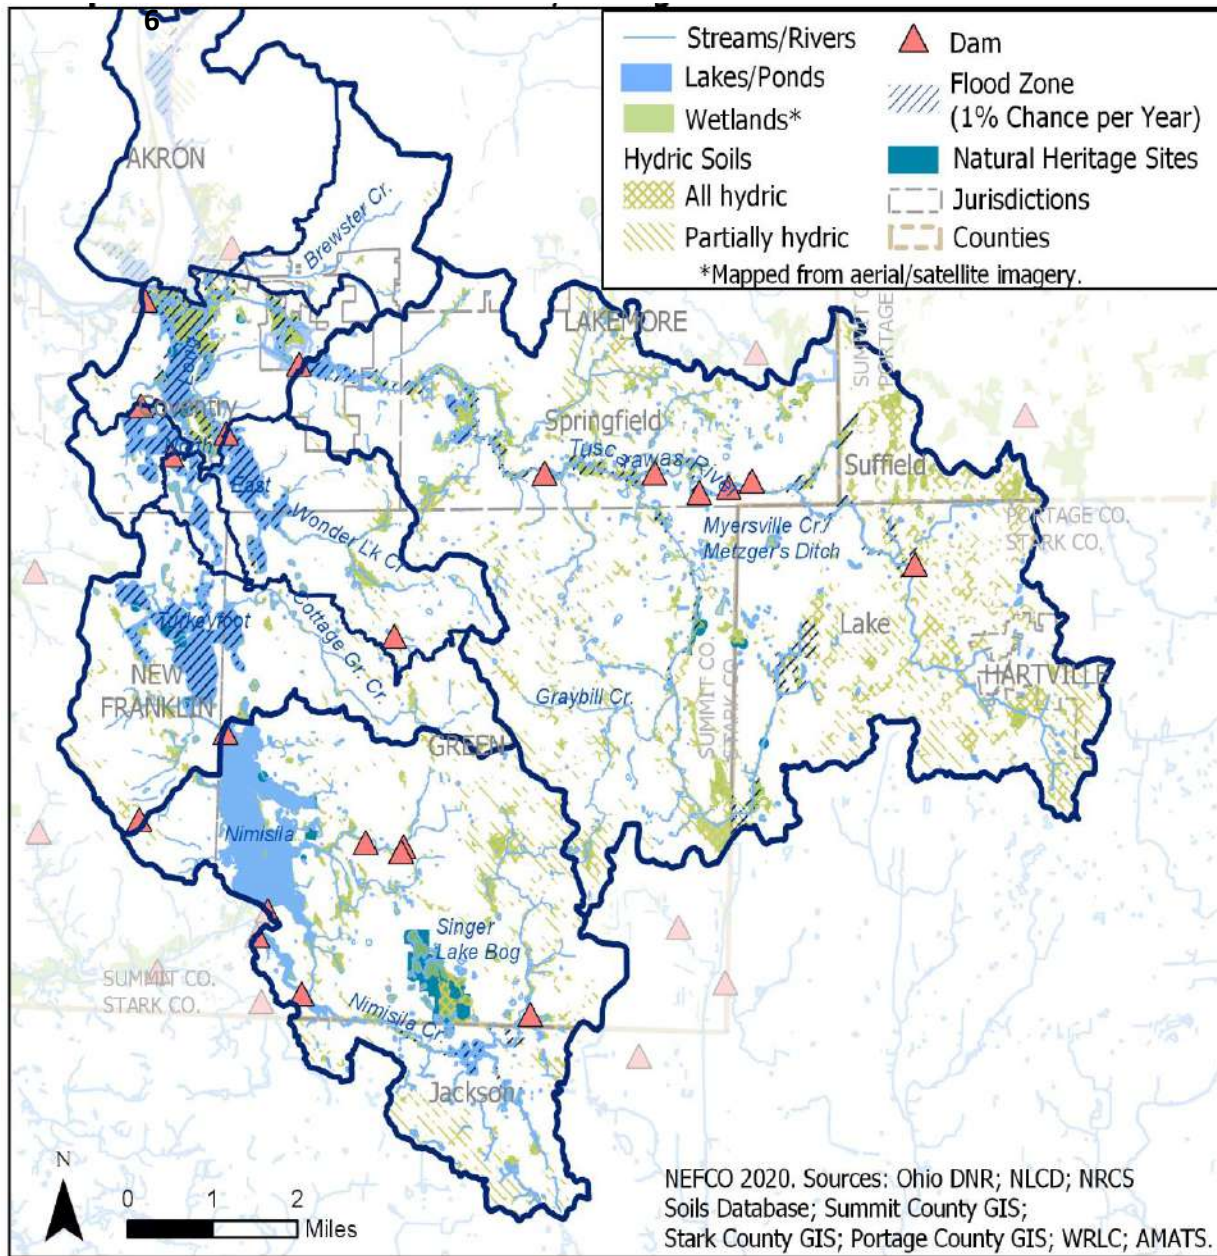 6
Streams/Rivers
Lakes/Ponds
Wetlands*
Hydric Soils
All hydric
Partially hydric
Dam
Flood Zone
(1% Chance per Year)
Natural Heritage Sites
Jurisdictions
Counties
*Mapped from aerial/satellite imagery.
AKRON
Brewster Cr.
LAKEMORE
SUMMIT C
PORTAGE
Coventry
Springfield
Tuscarawas River
Suffield
East
Wonder Lk Cr
Myersville Cr./
Metzger's Ditch
PORTAGE CO.
STARK CO.
Turkeyfoot
Cottage Gr. Cr.
Lake
NEW
FRANKLIN
Graybill Cr.
SUMMIT CO.
STARK CO.
HARTVILLE
GREEN
Nimisila
Singer
Lake Bog
SUMMIT CO.
STARK CO.
Nimisila Cr.
Jackson
N
0 1 2
Miles
NEFCO 2020. Sources: Ohio DNR; NLCD; NRCS
Soils Database; Summit County GIS;
Stark County GIS; Portage County GIS; WRLC; AMATS.